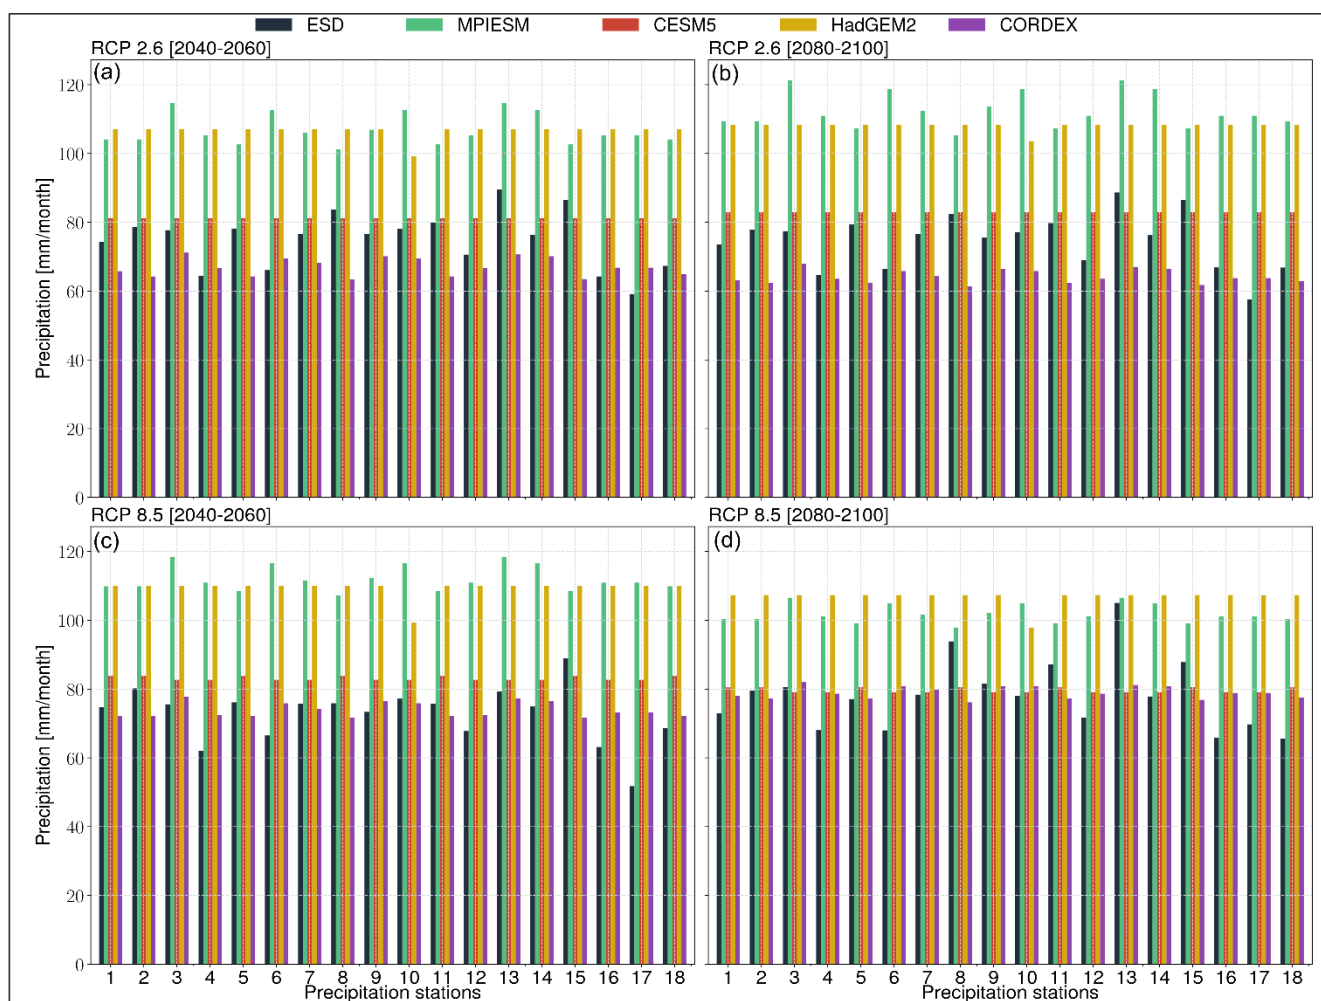 ESD MPIESM CESM5 HadGEM2 CORDEX
RCP 2.6 [2040-2060]
(a)
Precipitation [mm/month]
120
100
80
60
40
20
0
RCP 2.6 [2080-2100]
(b)
RCP 8.5 [2040-2060]
(c)
Precipitation [mm/month]
120
100
80
60
40
20
0
1 2 3 4 5 6 7 8 9 10 11 12 13 14 15 16 17 18
Precipitation stations
RCP 8.5 [2080-2100]
(d)
1 2 3 4 5 6 7 8 9 10 11 12 13 14 15 16 17 18
Precipitation stations